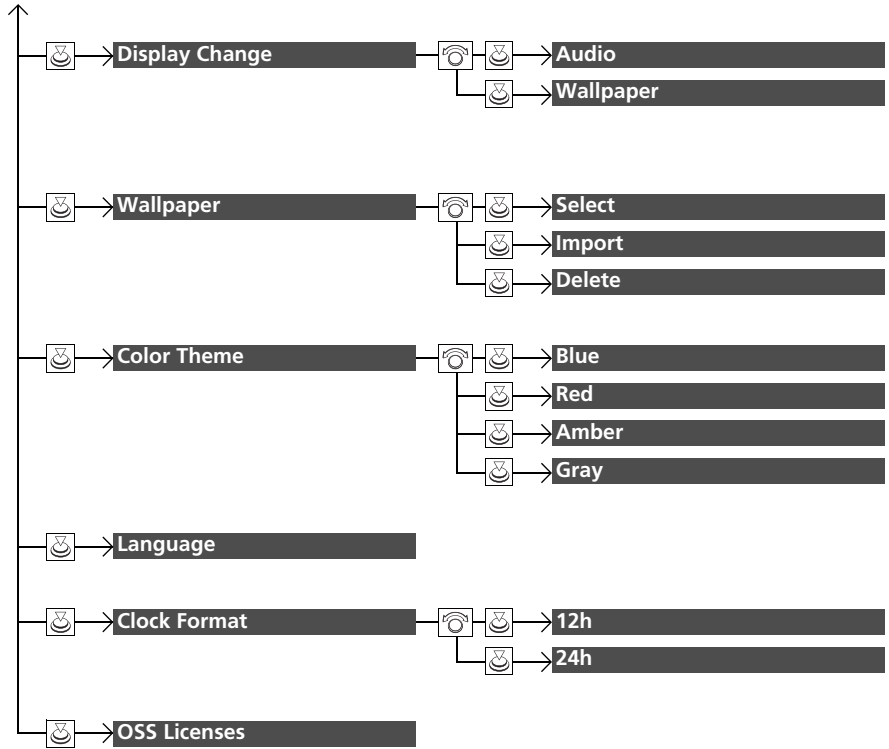 Display Change
Audio
Wallpaper
Wallpaper
Select
Import
Delete
Color Theme
Blue
Red
Amber
Gray
Language
Clock Format
12h
24h
OSS Licenses